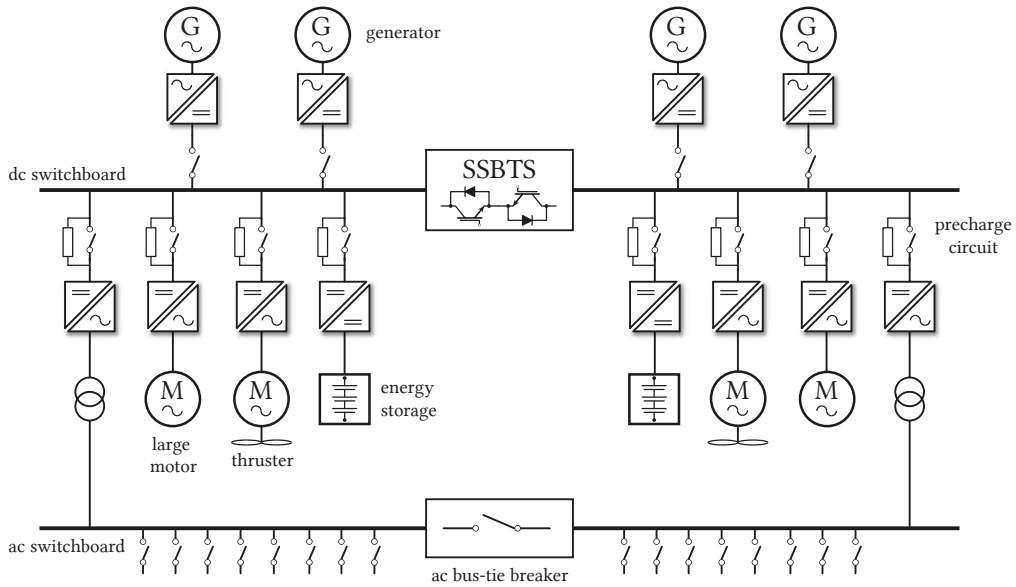 G
G
generator
G
G
dc switchboard
SSBTS
precharge
circuit
M
M
energy
storage
M
M
large
motor
thruster
ac switchboard
ac bus-tie breaker